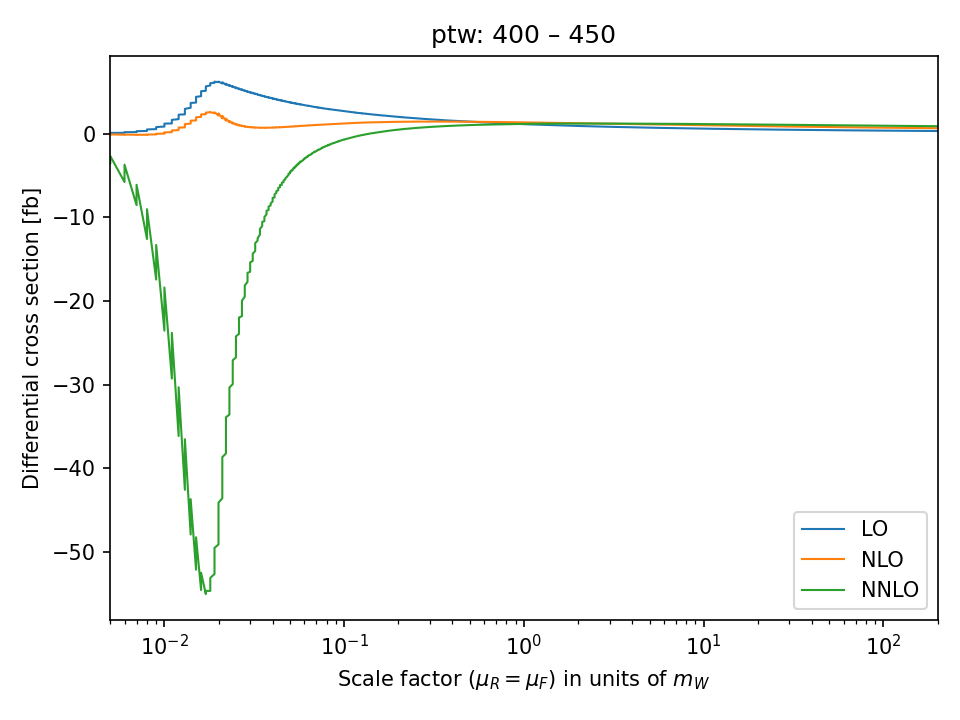 ptw: 400 – 450
Differential cross section [fb]
0
−10
−20
−30
−40
−50
10⁻²
10⁻¹
10⁰
10¹
10²
Scale factor (μ_R = μ_F) in units of m_W
LO
NLO
NNLO